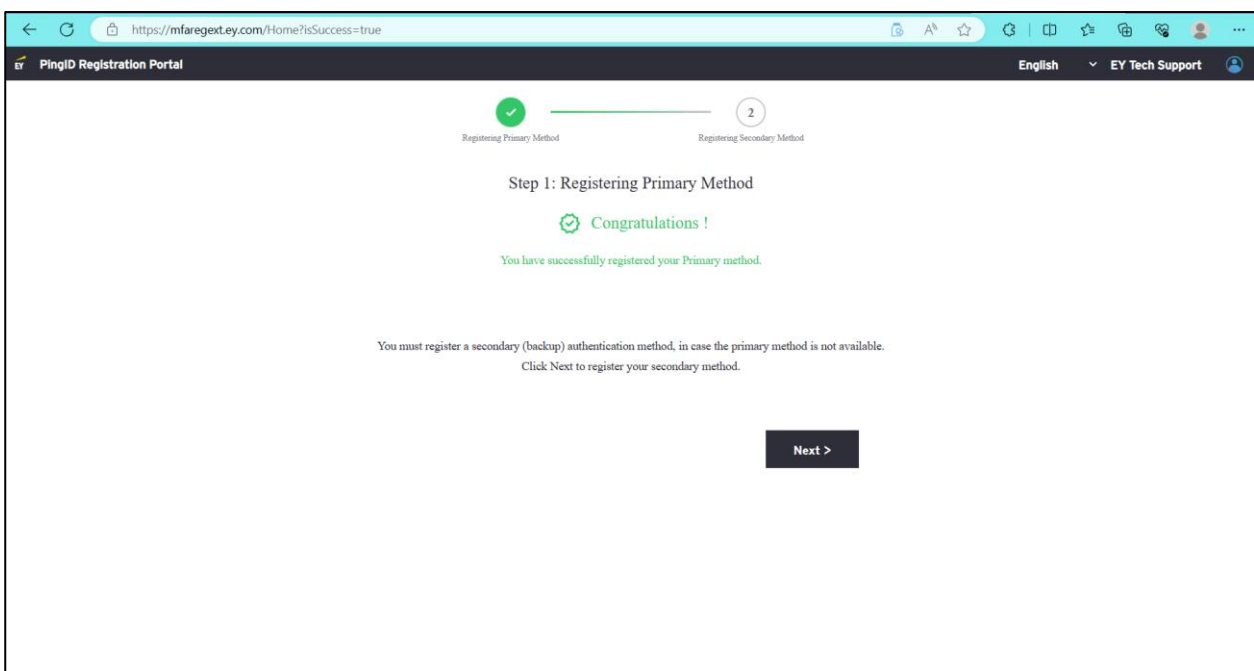 https://mfaregext.ey.com/Home?isSuccess=true
EY PingID Registration Portal English EY Tech Support
2
Registering Primary Method Registering Secondary Method
Step 1: Registering Primary Method
Congratulations !
You have successfully registered your Primary method.
You must register a secondary (backup) authentication method, in case the primary method is not available.
Click Next to register your secondary method.
Next >